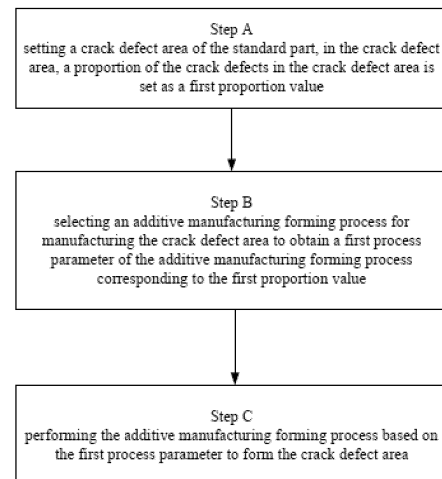 Step A
setting a crack defect area of the standard part, in the crack defect
area, a proportion of the crack defects in the crack defect area is
set as a first proportion value
Step B
selecting an additive manufacturing forming process for
manufacturing the crack defect area to obtain a first process
parameter of the additive manufacturing forming process
corresponding to the first proportion value
Step C
performing the additive manufacturing forming process based on
the first process parameter to form the crack defect area